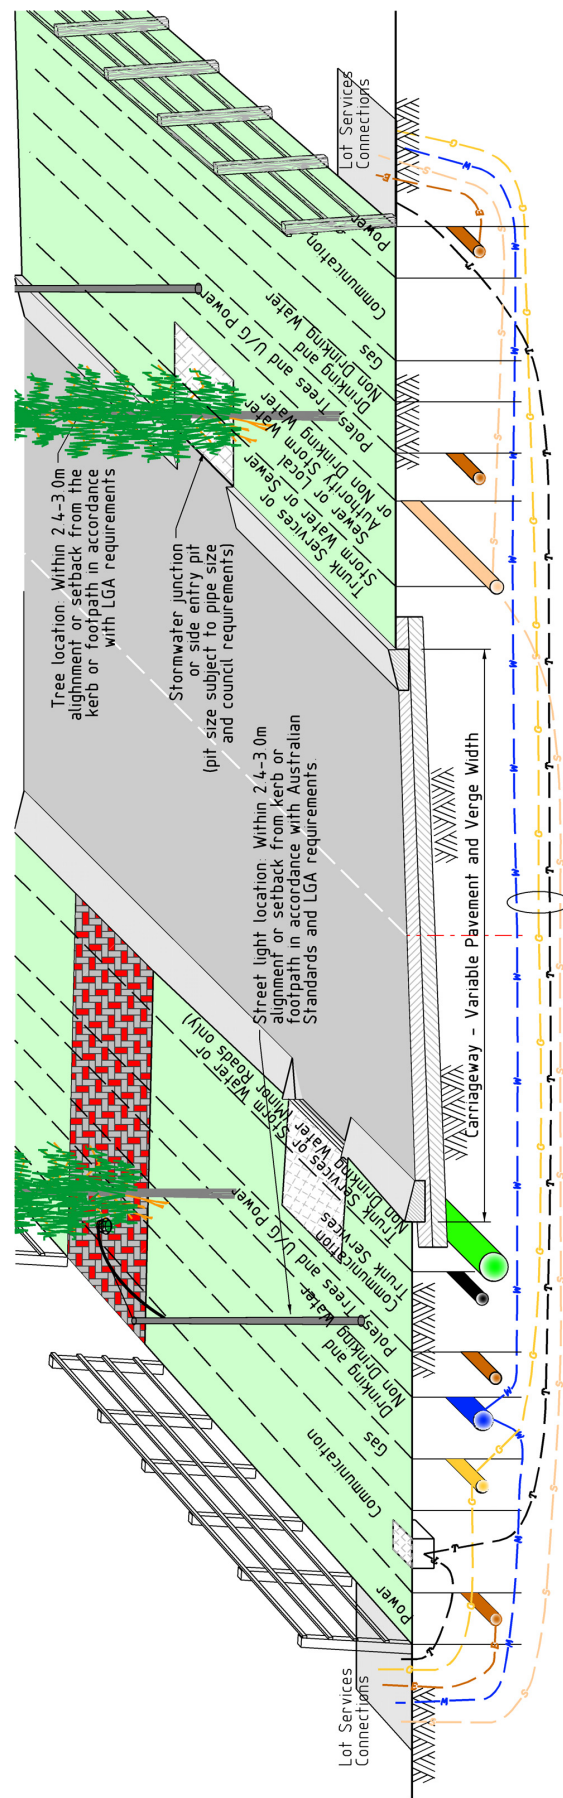 Lot Services
Connections
Power
Communication
Gas
Drinking and
Non Drinking Water
Poles Trees and U/G Power
Communication
Trunk Services
Trunk Services or Storm Water or
Non Drinking Water (Minor Roads only)
Street light location: Within 2.4-3.0m
alignment or setback from kerb or
footpath in accordance with Australian
Standards and LGA requirements.
Carriageway - Variable Pavement and Verge Width
Tree location: Within 2.4-3.0m
alighnment or setback from the
kerb or footpath in accordance
with LGA requirements
Stormwater junction
or side entry pit
(pit size subject to pipe size
and council requirements)
Trunk Services or
Storm Water or Sewer
Sewer or Local
Authority Storm Water
or Non Drinking Water
Poles Trees and U/G Power
Drinking and
Non Drinking Water
Gas
Communication
Power
Lot Services
Connections